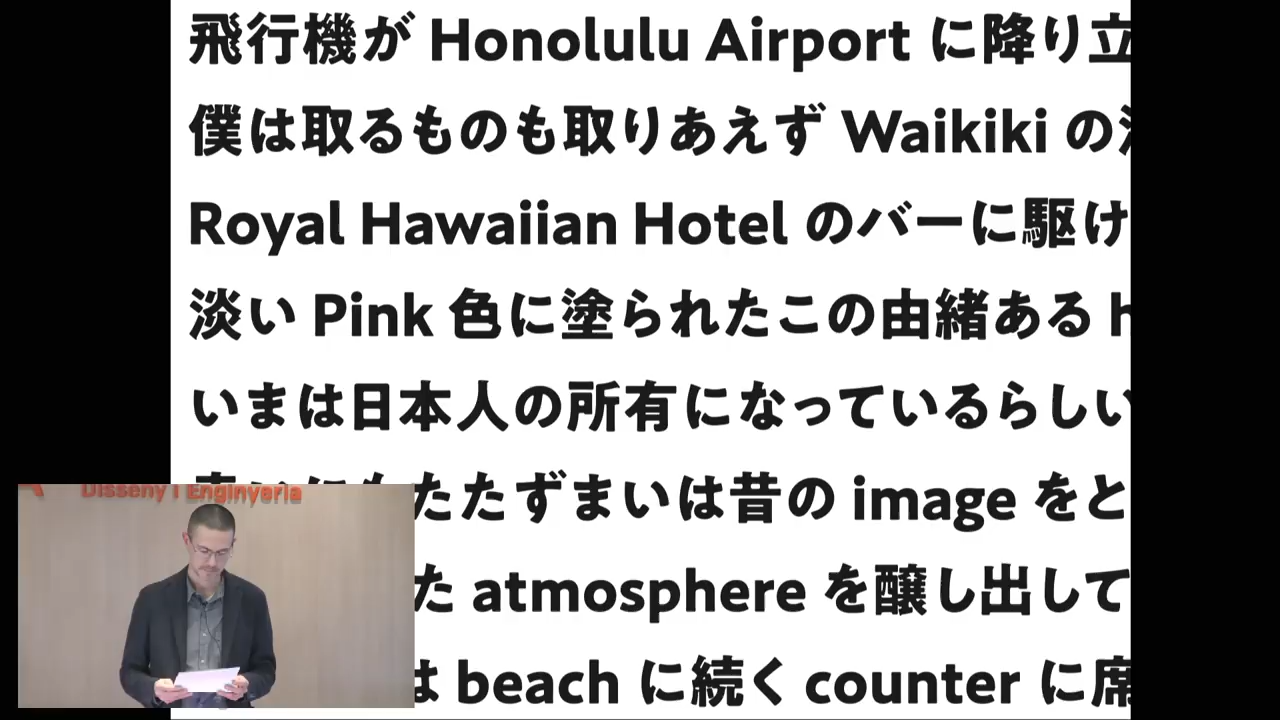 飛行機が Honolulu Airport に降り立
僕は取るものも取りあえず Waikiki の
Royal Hawaiian Hotel のバーに駆け
淡い Pink 色に塗られたこの由緒ある h
いまは日本人の所有になっているらしい
たたずまいは昔の image をと
た atmosphere を醸し出して
は beach に続く counter に席
Disseny i Enginyeria